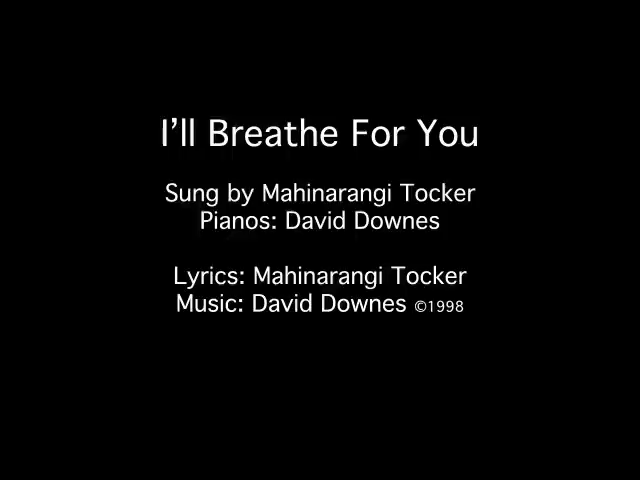 I’ll Breathe For You
Sung by Mahinarangi Tocker
Pianos: David Downes
Lyrics: Mahinarangi Tocker
Music: David Downes ©1998